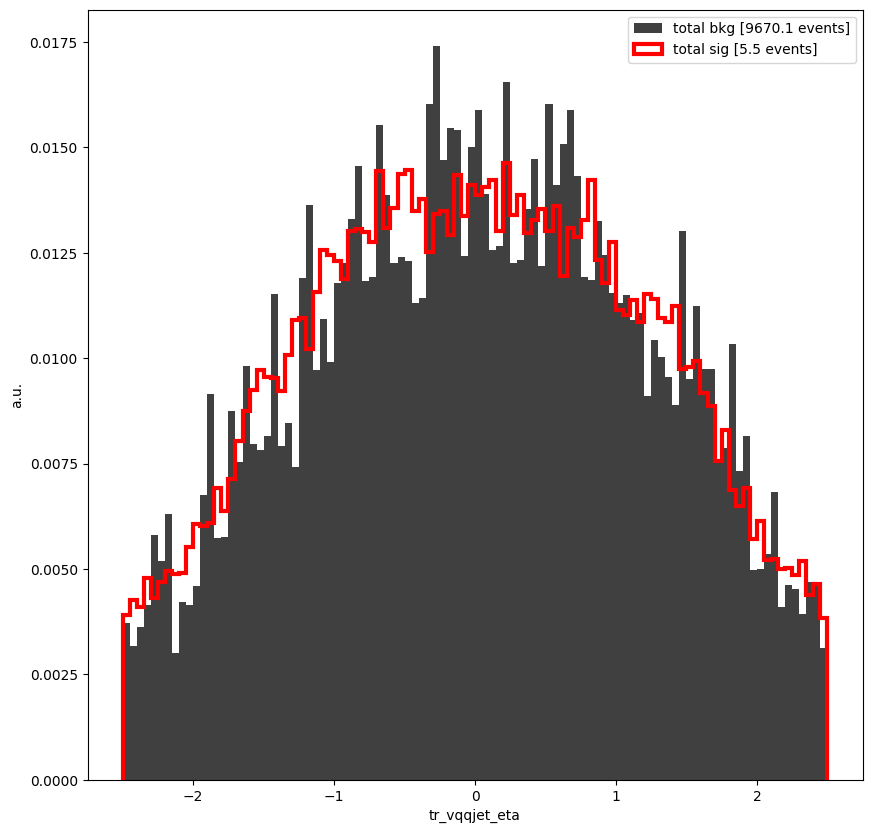 total bkg [9670.1 events]
total sig [5.5 events]
0.0175
0.0150
0.0125
0.0100
0.0075
0.0050
0.0025
0.0000
a.u.
−2 −1 0 1 2
tr_vqqjet_eta